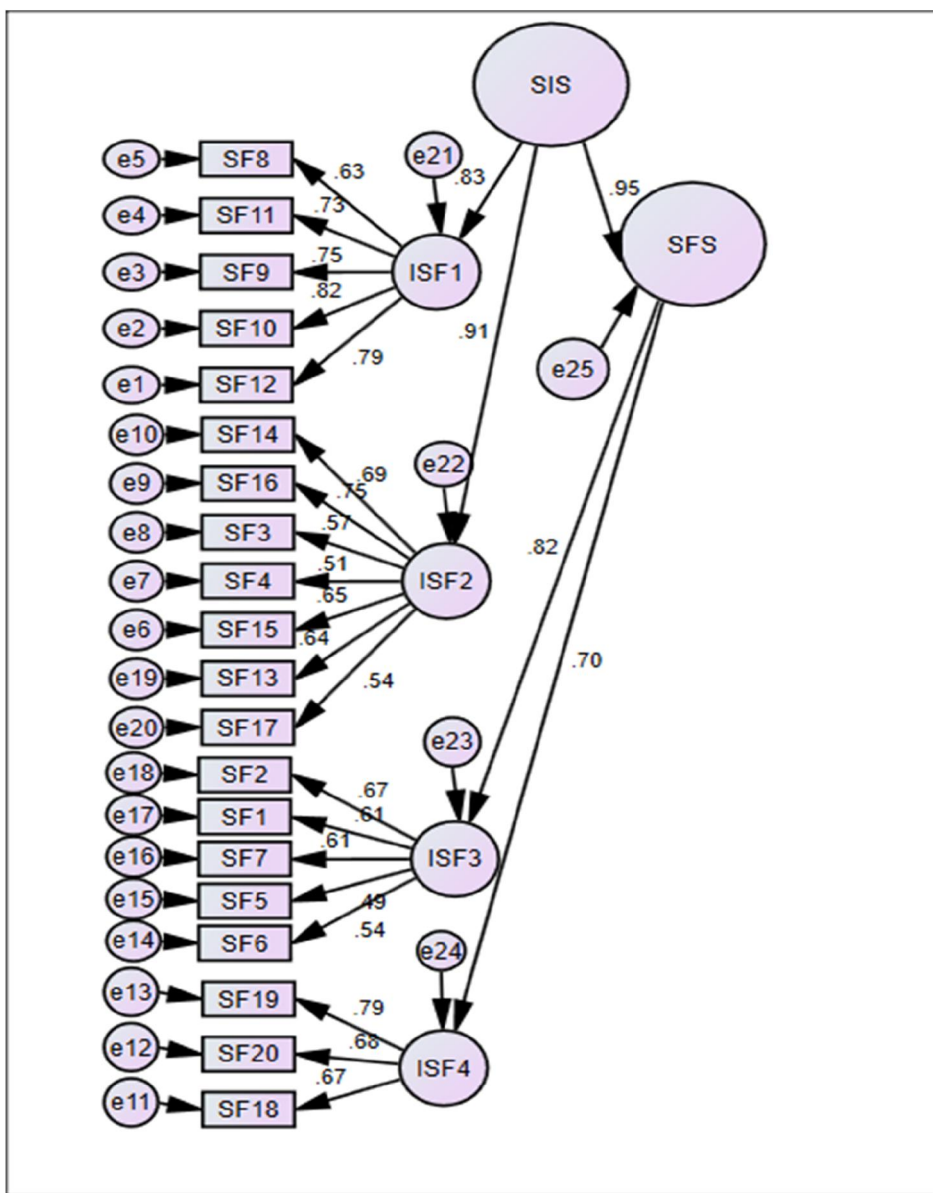 SIS
e5 SF8 .63 e21 .83 .95
e4 SF11 .73 SFS
e3 SF9 .75 ISF1
e2 SF10 .82 .91
e1 SF12 .79 e25
e10 SF14 .69 e22
e9 SF16 .75
e8 SF3 .57 .82
e7 SF4 .51 ISF2
e6 SF15 .65
e19 SF13 .64 .70
e20 SF17 .54
e18 SF2 .67 e23
e17 SF1 .61
e16 SF7 .61 ISF3
e15 SF5 .49
e14 SF6 .54 e24
e13 SF19 .79
e12 SF20 .68 ISF4
e11 SF18 .67